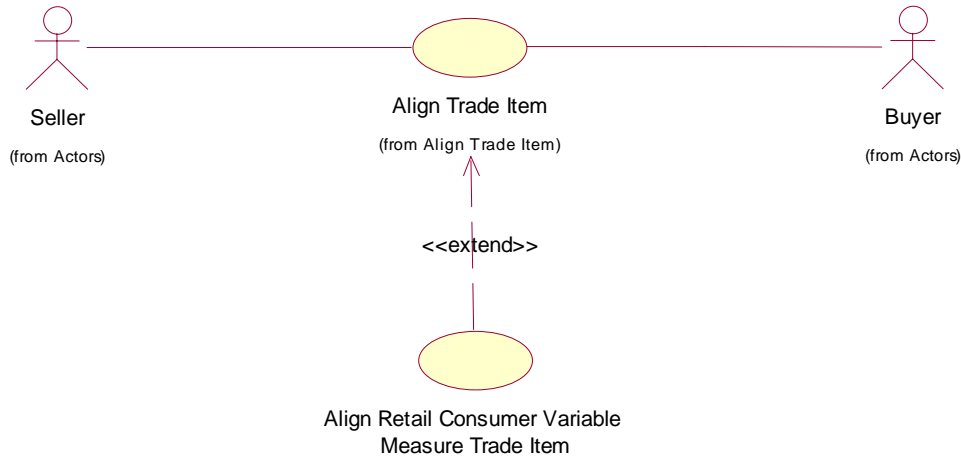 Seller
(from Actors)
Align Trade Item
(from Align Trade Item)
Buyer
(from Actors)
<<extend>>
Align Retail Consumer Variable
Measure Trade Item